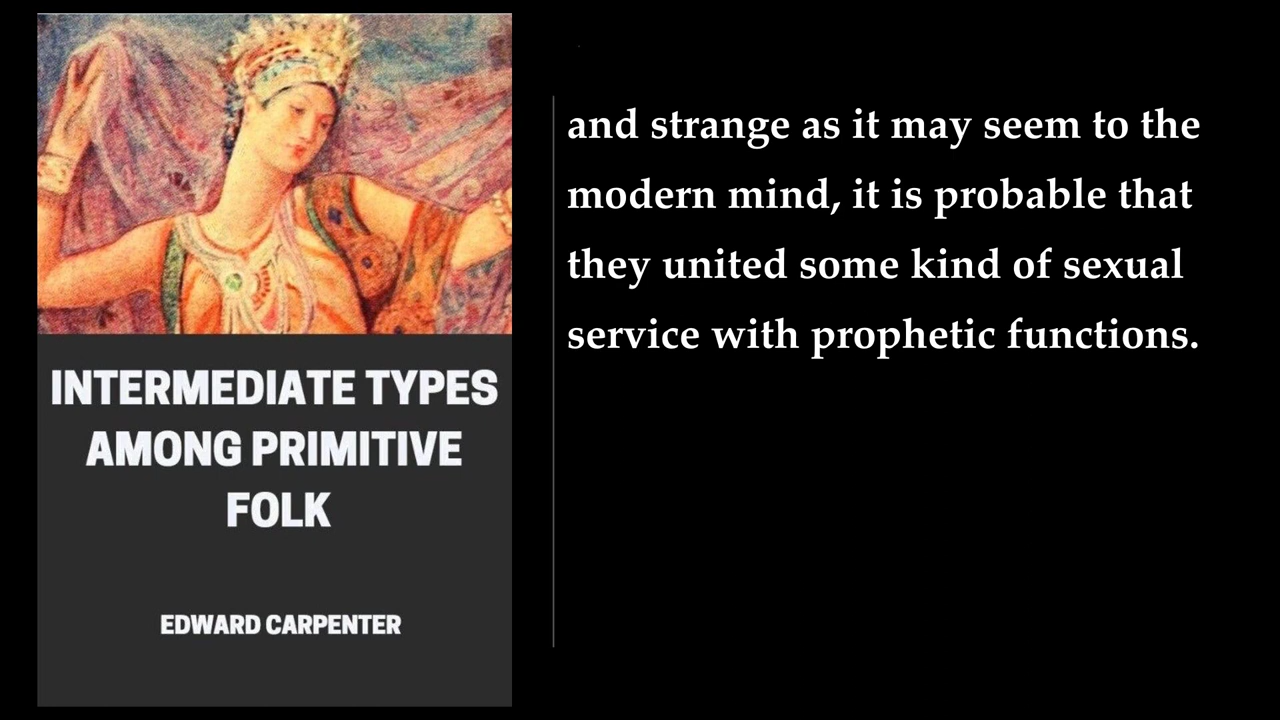 INTERMEDIATE TYPES
AMONG PRIMITIVE
FOLK
EDWARD CARPENTER
and strange as it may seem to the
modern mind, it is probable that
they united some kind of sexual
service with prophetic functions.